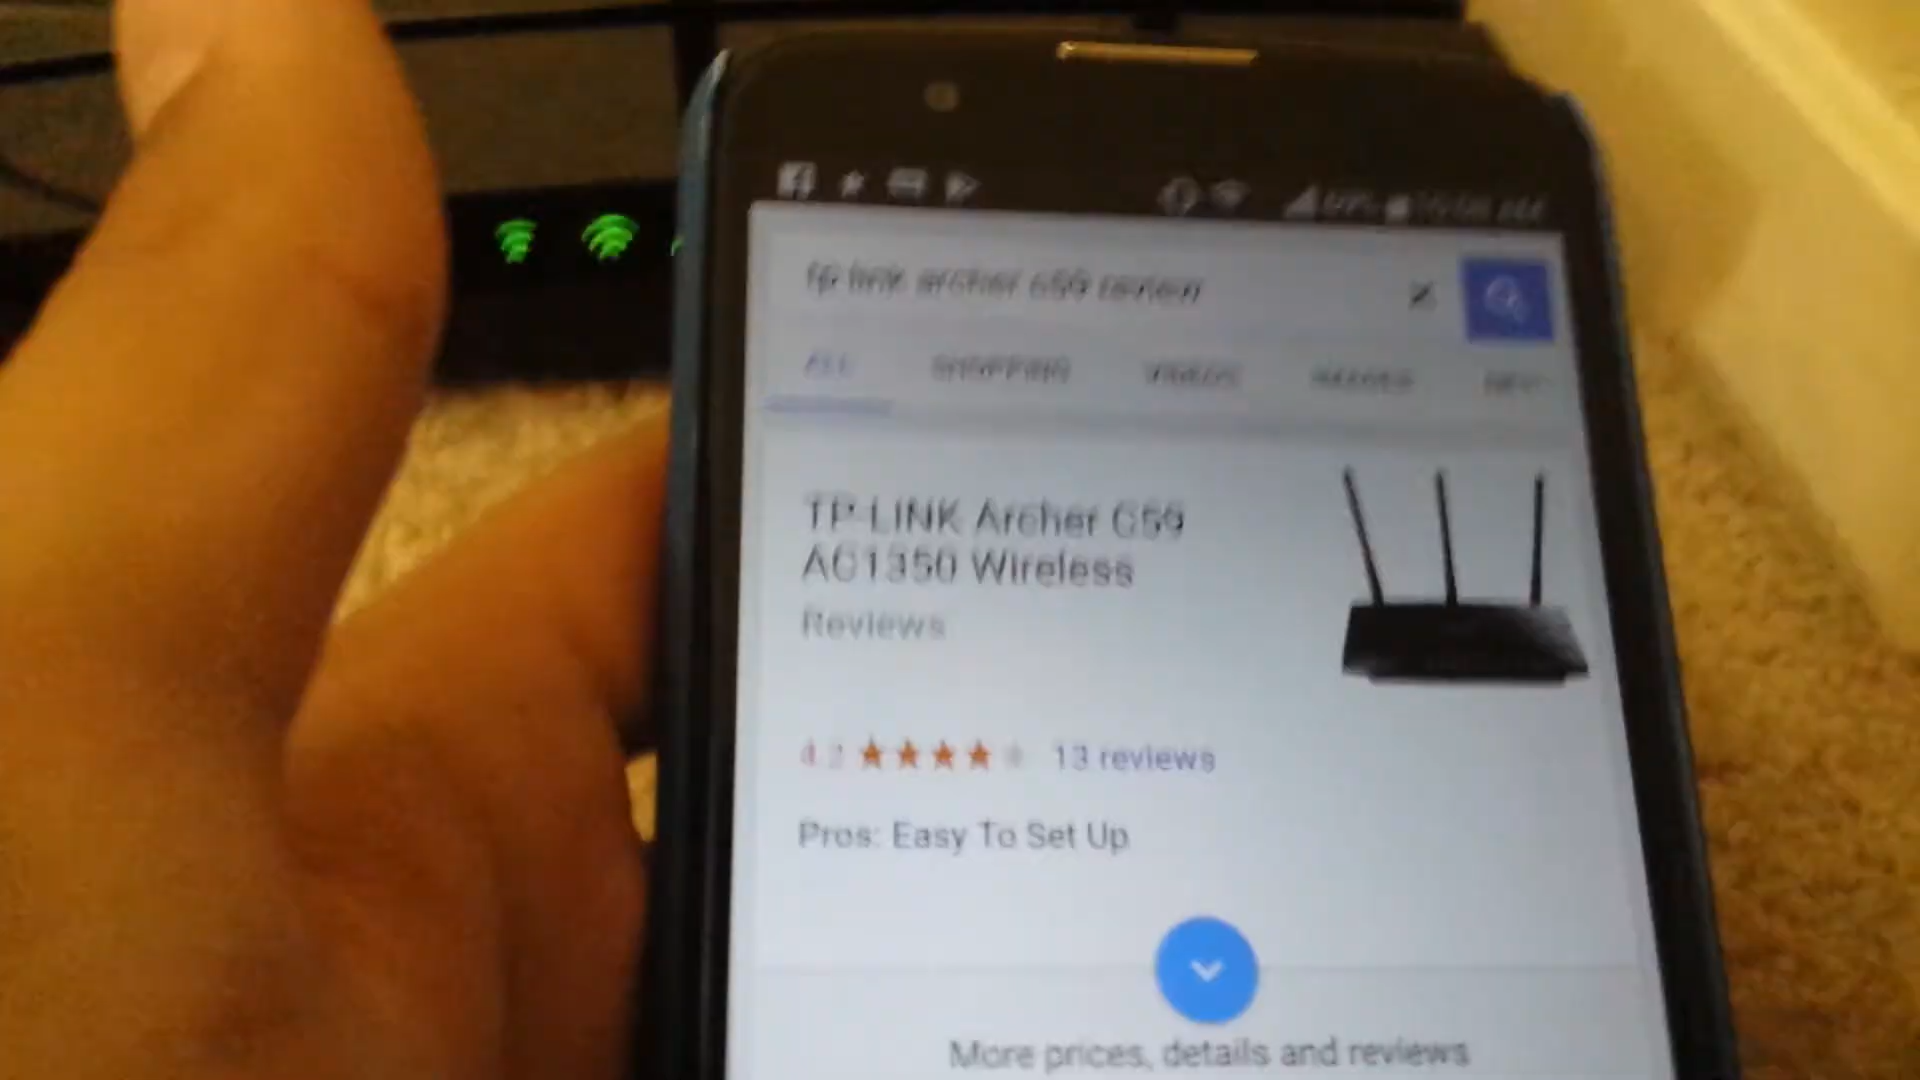 tp link archer c59 review
ALL SHOPPING VIDEOS IMAGES
TP-LINK Archer C59
AC1350 Wireless
Reviews
4.2 13 reviews
Pros: Easy To Set Up
More prices, details and reviews